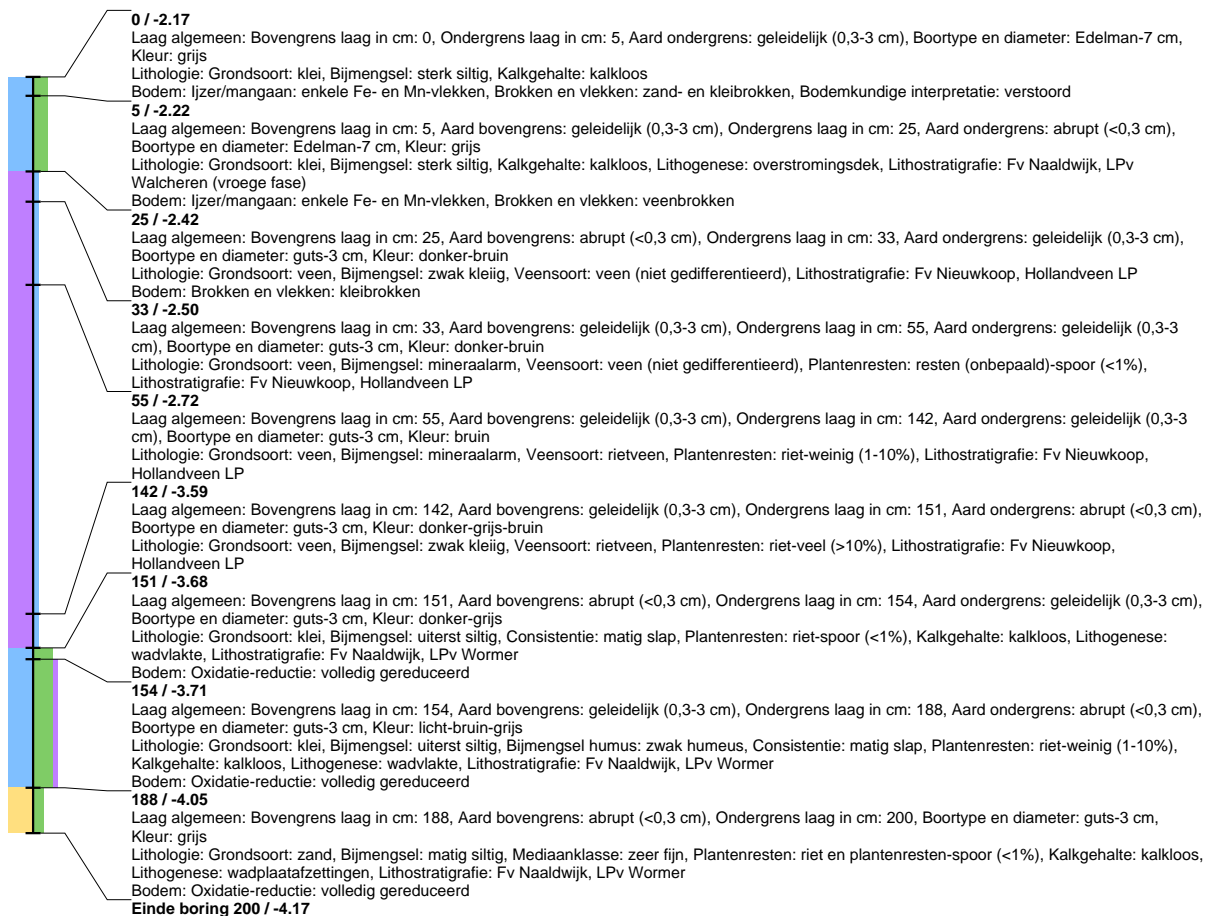 0 / -2.17
Laag algemeen: Bovengrens laag in cm: 0, Ondergrens laag in cm: 5, Aard ondergrens: geleidelijk (0,3-3 cm), Boortype en diameter: Edelman-7 cm,
Kleur: grijs
Lithologie: Grondsoort: klei, Bijmengsel: sterk siltig, Kalkgehalte: kalkloos
Bodem: Ijzer/mangaan: enkele Fe- en Mn-vlekken, Brokken en vlekken: zand- en kleibrokken, Bodemkundige interpretatie: verstoord
5 / -2.22
Laag algemeen: Bovengrens laag in cm: 5, Aard bovengrens: geleidelijk (0,3-3 cm), Ondergrens laag in cm: 25, Aard ondergrens: abrupt (<0,3 cm),
Boortype en diameter: Edelman-7 cm, Kleur: grijs
Lithologie: Grondsoort: klei, Bijmengsel: sterk siltig, Kalkgehalte: kalkloos, Lithogenese: overstromingsdek, Lithostratigrafie: Fv Naaldwijk, LPv
Walcheren (vroege fase)
Bodem: Ijzer/mangaan: enkele Fe- en Mn-vlekken, Brokken en vlekken: veenbrokken
25 / -2.42
Laag algemeen: Bovengrens laag in cm: 25, Aard bovengrens: abrupt (<0,3 cm), Ondergrens laag in cm: 33, Aard ondergrens: geleidelijk (0,3-3 cm),
Boortype en diameter: guts-3 cm, Kleur: donker-bruin
Lithologie: Grondsoort: veen, Bijmengsel: zwak kleiig, Veensoort: veen (niet gedifferentieerd), Lithostratigrafie: Fv Nieuwkoop, Hollandveen LP
Bodem: Brokken en vlekken: kleibrokken
33 / -2.50
Laag algemeen: Bovengrens laag in cm: 33, Aard bovengrens: geleidelijk (0,3-3 cm), Ondergrens laag in cm: 55, Aard ondergrens: geleidelijk (0,3-3
cm), Boortype en diameter: guts-3 cm, Kleur: donker-bruin
Lithologie: Grondsoort: veen, Bijmengsel: mineraalarm, Veensoort: veen (niet gedifferentieerd), Plantenresten: resten (onbepaald)-spoor (<1%),
Lithostratigrafie: Fv Nieuwkoop, Hollandveen LP
55 / -2.72
Laag algemeen: Bovengrens laag in cm: 55, Aard bovengrens: geleidelijk (0,3-3 cm), Ondergrens laag in cm: 142, Aard ondergrens: geleidelijk (0,3-3
cm), Boortype en diameter: guts-3 cm, Kleur: bruin
Lithologie: Grondsoort: veen, Bijmengsel: mineraalarm, Veensoort: rietveen, Plantenresten: riet-weinig (1-10%), Lithostratigrafie: Fv Nieuwkoop,
Hollandveen LP
142 / -3.59
Laag algemeen: Bovengrens laag in cm: 142, Aard bovengrens: geleidelijk (0,3-3 cm), Ondergrens laag in cm: 151, Aard ondergrens: abrupt (<0,3 cm),
Boortype en diameter: guts-3 cm, Kleur: donker-grijs-bruin
Lithologie: Grondsoort: veen, Bijmengsel: zwak kleiig, Veensoort: rietveen, Plantenresten: riet-veel (>10%), Lithostratigrafie: Fv Nieuwkoop,
Hollandveen LP
151 / -3.68
Laag algemeen: Bovengrens laag in cm: 151, Aard bovengrens: abrupt (<0,3 cm), Ondergrens laag in cm: 154, Aard ondergrens: geleidelijk (0,3-3 cm),
Boortype en diameter: guts-3 cm, Kleur: donker-grijs
Lithologie: Grondsoort: klei, Bijmengsel: uiterst siltig, Consistentie: matig slap, Plantenresten: riet-spoor (<1%), Kalkgehalte: kalkloos, Lithogenese:
wadvlakte, Lithostratigrafie: Fv Naaldwijk, LPv Wormer
Bodem: Oxidatie-reductie: volledig gereduceerd
154 / -3.71
Laag algemeen: Bovengrens laag in cm: 154, Aard bovengrens: geleidelijk (0,3-3 cm), Ondergrens laag in cm: 188, Aard ondergrens: abrupt (<0,3 cm),
Boortype en diameter: guts-3 cm, Kleur: licht-bruin-grijs
Lithologie: Grondsoort: klei, Bijmengsel: uiterst siltig, Bijmengsel humus: zwak humeus, Consistentie: matig slap, Plantenresten: riet-weinig (1-10%),
Kalkgehalte: kalkloos, Lithogenese: wadvlakte, Lithostratigrafie: Fv Naaldwijk, LPv Wormer
Bodem: Oxidatie-reductie: volledig gereduceerd
188 / -4.05
Laag algemeen: Bovengrens laag in cm: 188, Aard bovengrens: abrupt (<0,3 cm), Ondergrens laag in cm: 200, Boortype en diameter: guts-3 cm,
Kleur: grijs
Lithologie: Grondsoort: zand, Bijmengsel: matig siltig, Mediaanklasse: zeer fijn, Plantenresten: riet en plantenresten-spoor (<1%), Kalkgehalte: kalkloos,
Lithogenese: wadplaatafzettingen, Lithostratigrafie: Fv Naaldwijk, LPv Wormer
Bodem: Oxidatie-reductie: volledig gereduceerd
Einde boring 200 / -4.17